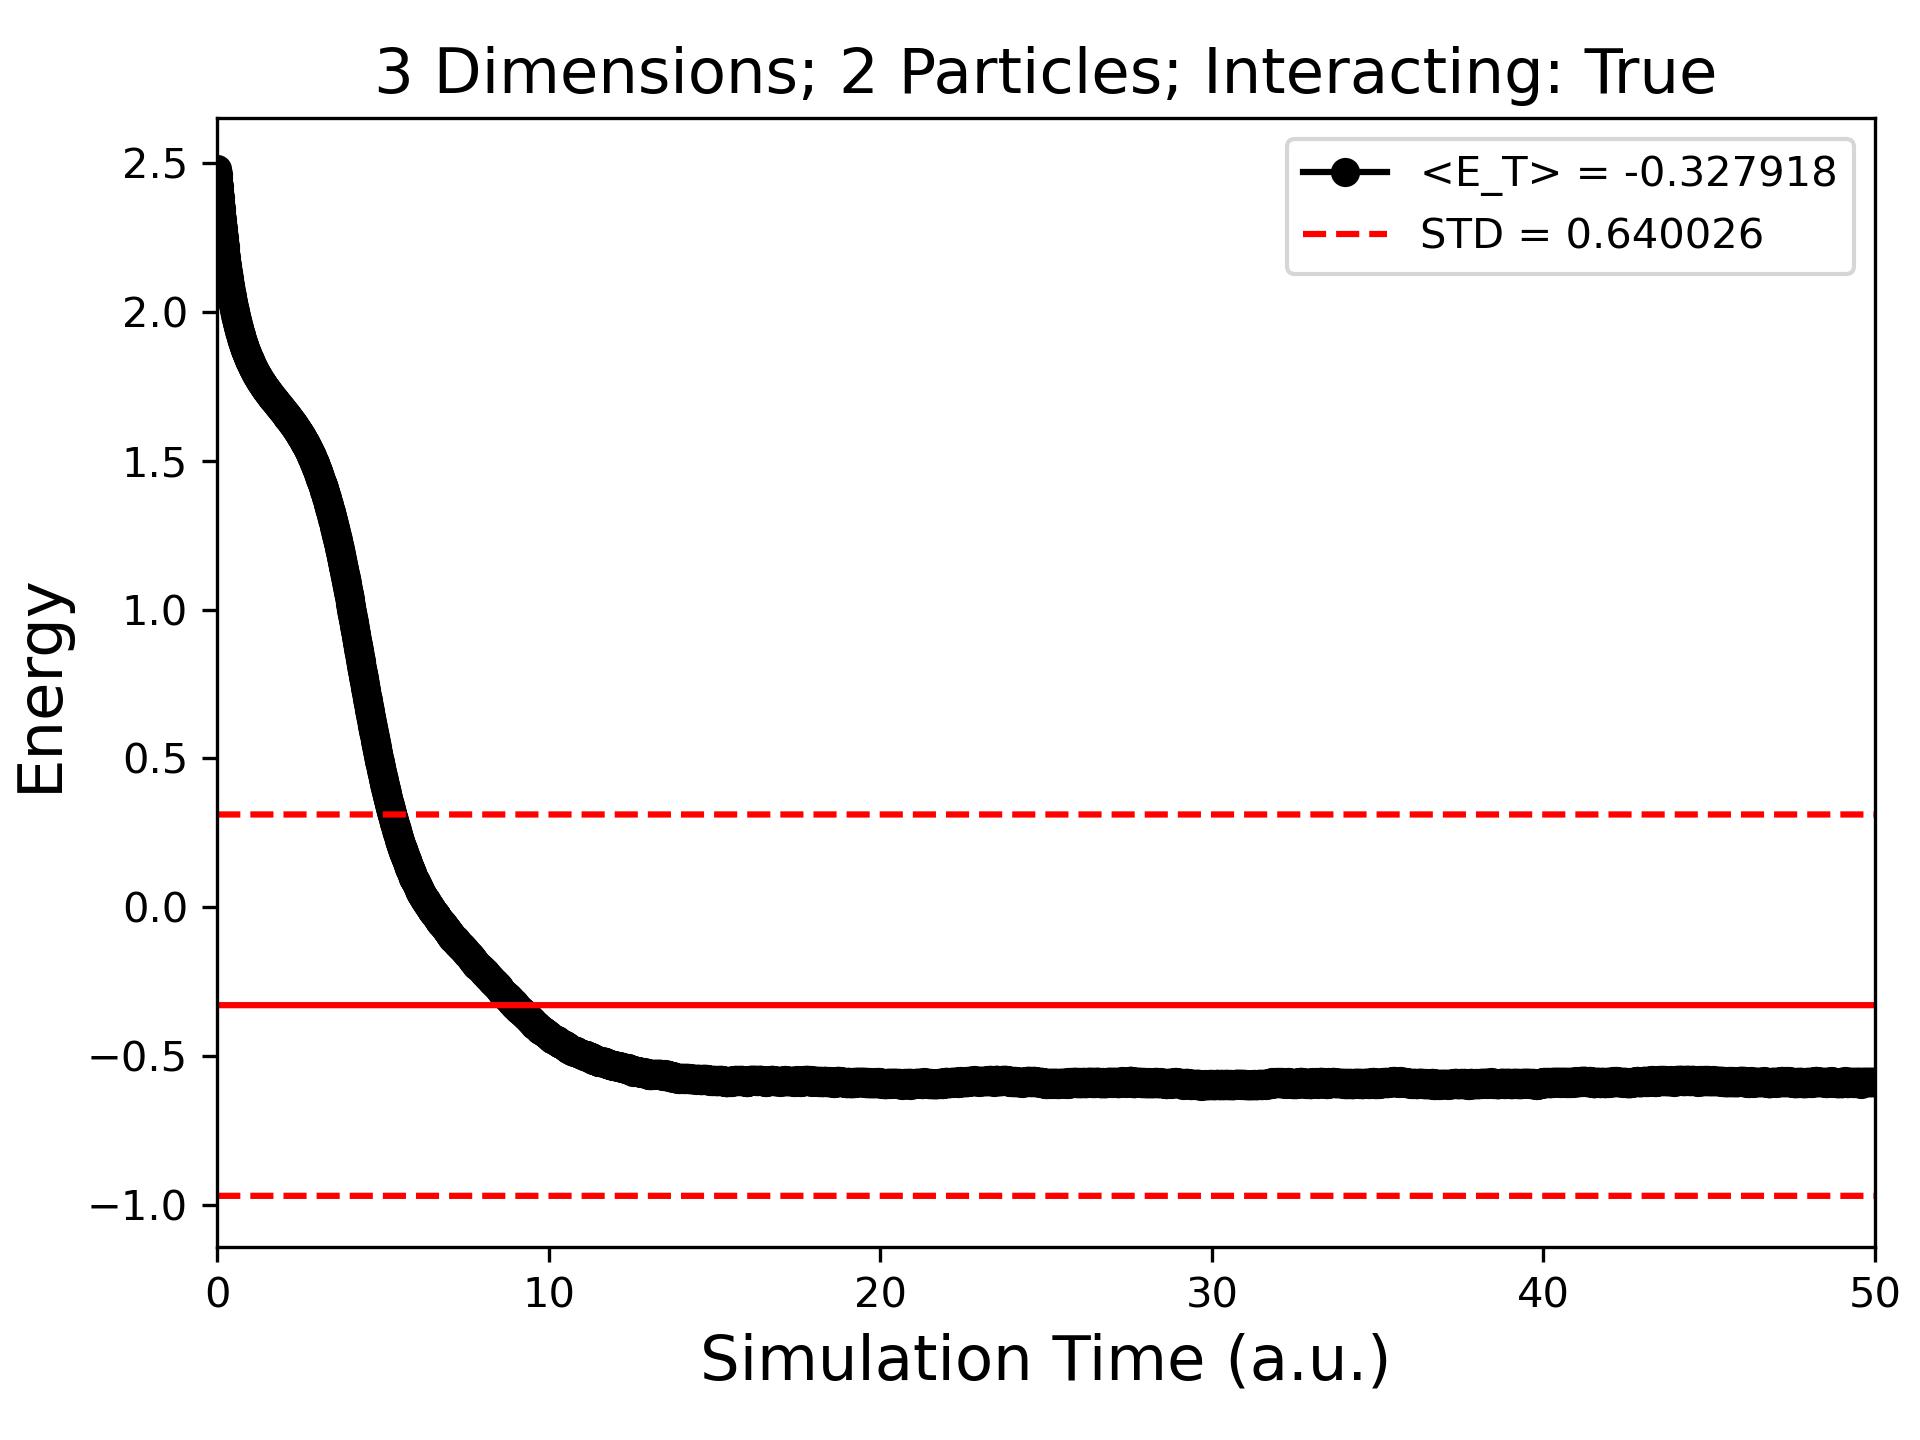 3 Dimensions; 2 Particles; Interacting: True
<E_T> = -0.327918
STD = 0.640026
Energy
2.5
2.0
1.5
1.0
0.5
0.0
−0.5
−1.0
0 10 20 30 40 50
Simulation Time (a.u.)